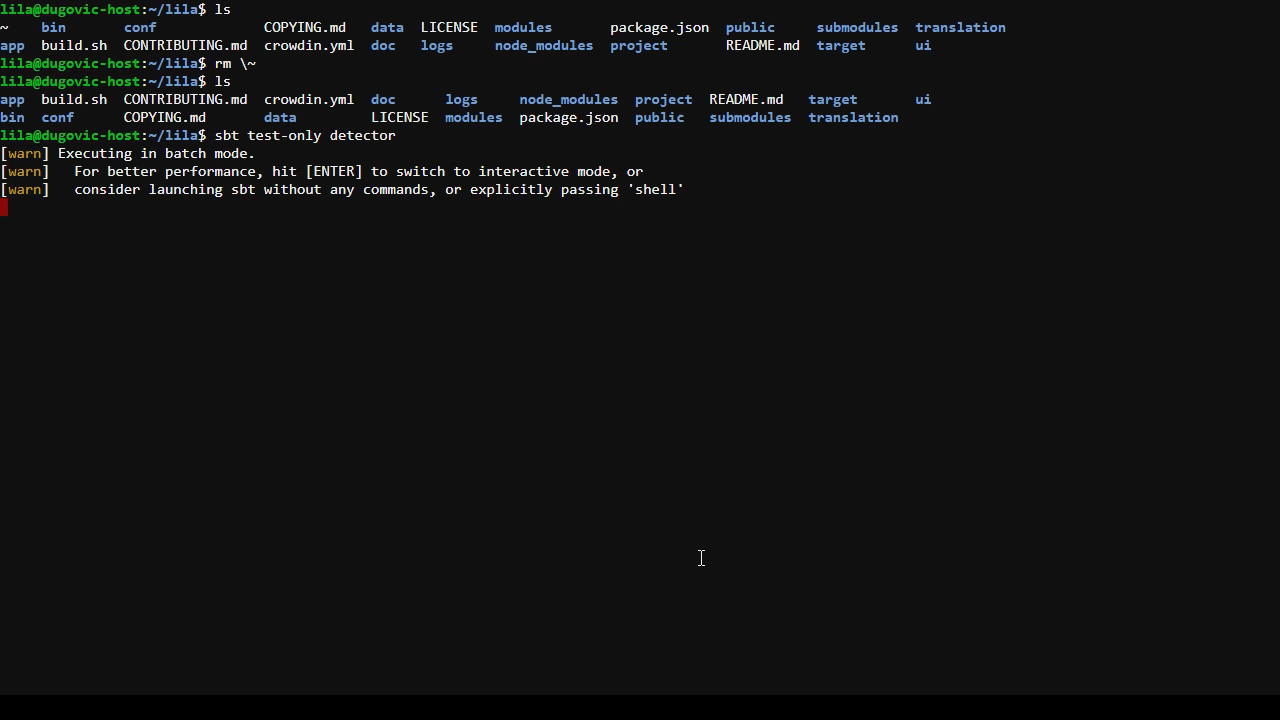 lila@dugovic-host:~/lila$ ls
~    bin       conf             COPYING.md   data  LICENSE  modules       package.json  public      submodules  translation
app  build.sh  CONTRIBUTING.md  crowdin.yml  doc   logs     node_modules  project       README.md  target      ui
lila@dugovic-host:~/lila$ rm \~
lila@dugovic-host:~/lila$ ls
app  build.sh  CONTRIBUTING.md  crowdin.yml  doc      logs     node_modules  project  README.md   target       ui
bin  conf      COPYING.md       data         LICENSE  modules  package.json  public   submodules  translation
lila@dugovic-host:~/lila$ sbt test-only detector
[warn] Executing in batch mode.
[warn]   For better performance, hit [ENTER] to switch to interactive mode, or
[warn]   consider launching sbt without any commands, or explicitly passing 'shell'